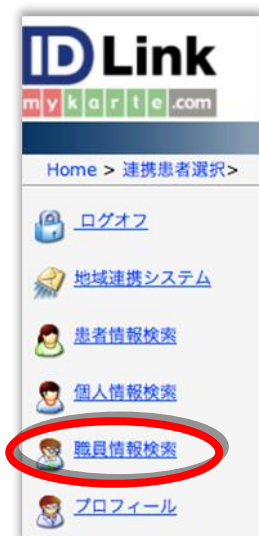 ID Link
mykarte.com
Home > 連携患者選択>
ログオフ
地域連携システム
患者情報検索
個人情報検索
職員情報検索
プロフィール